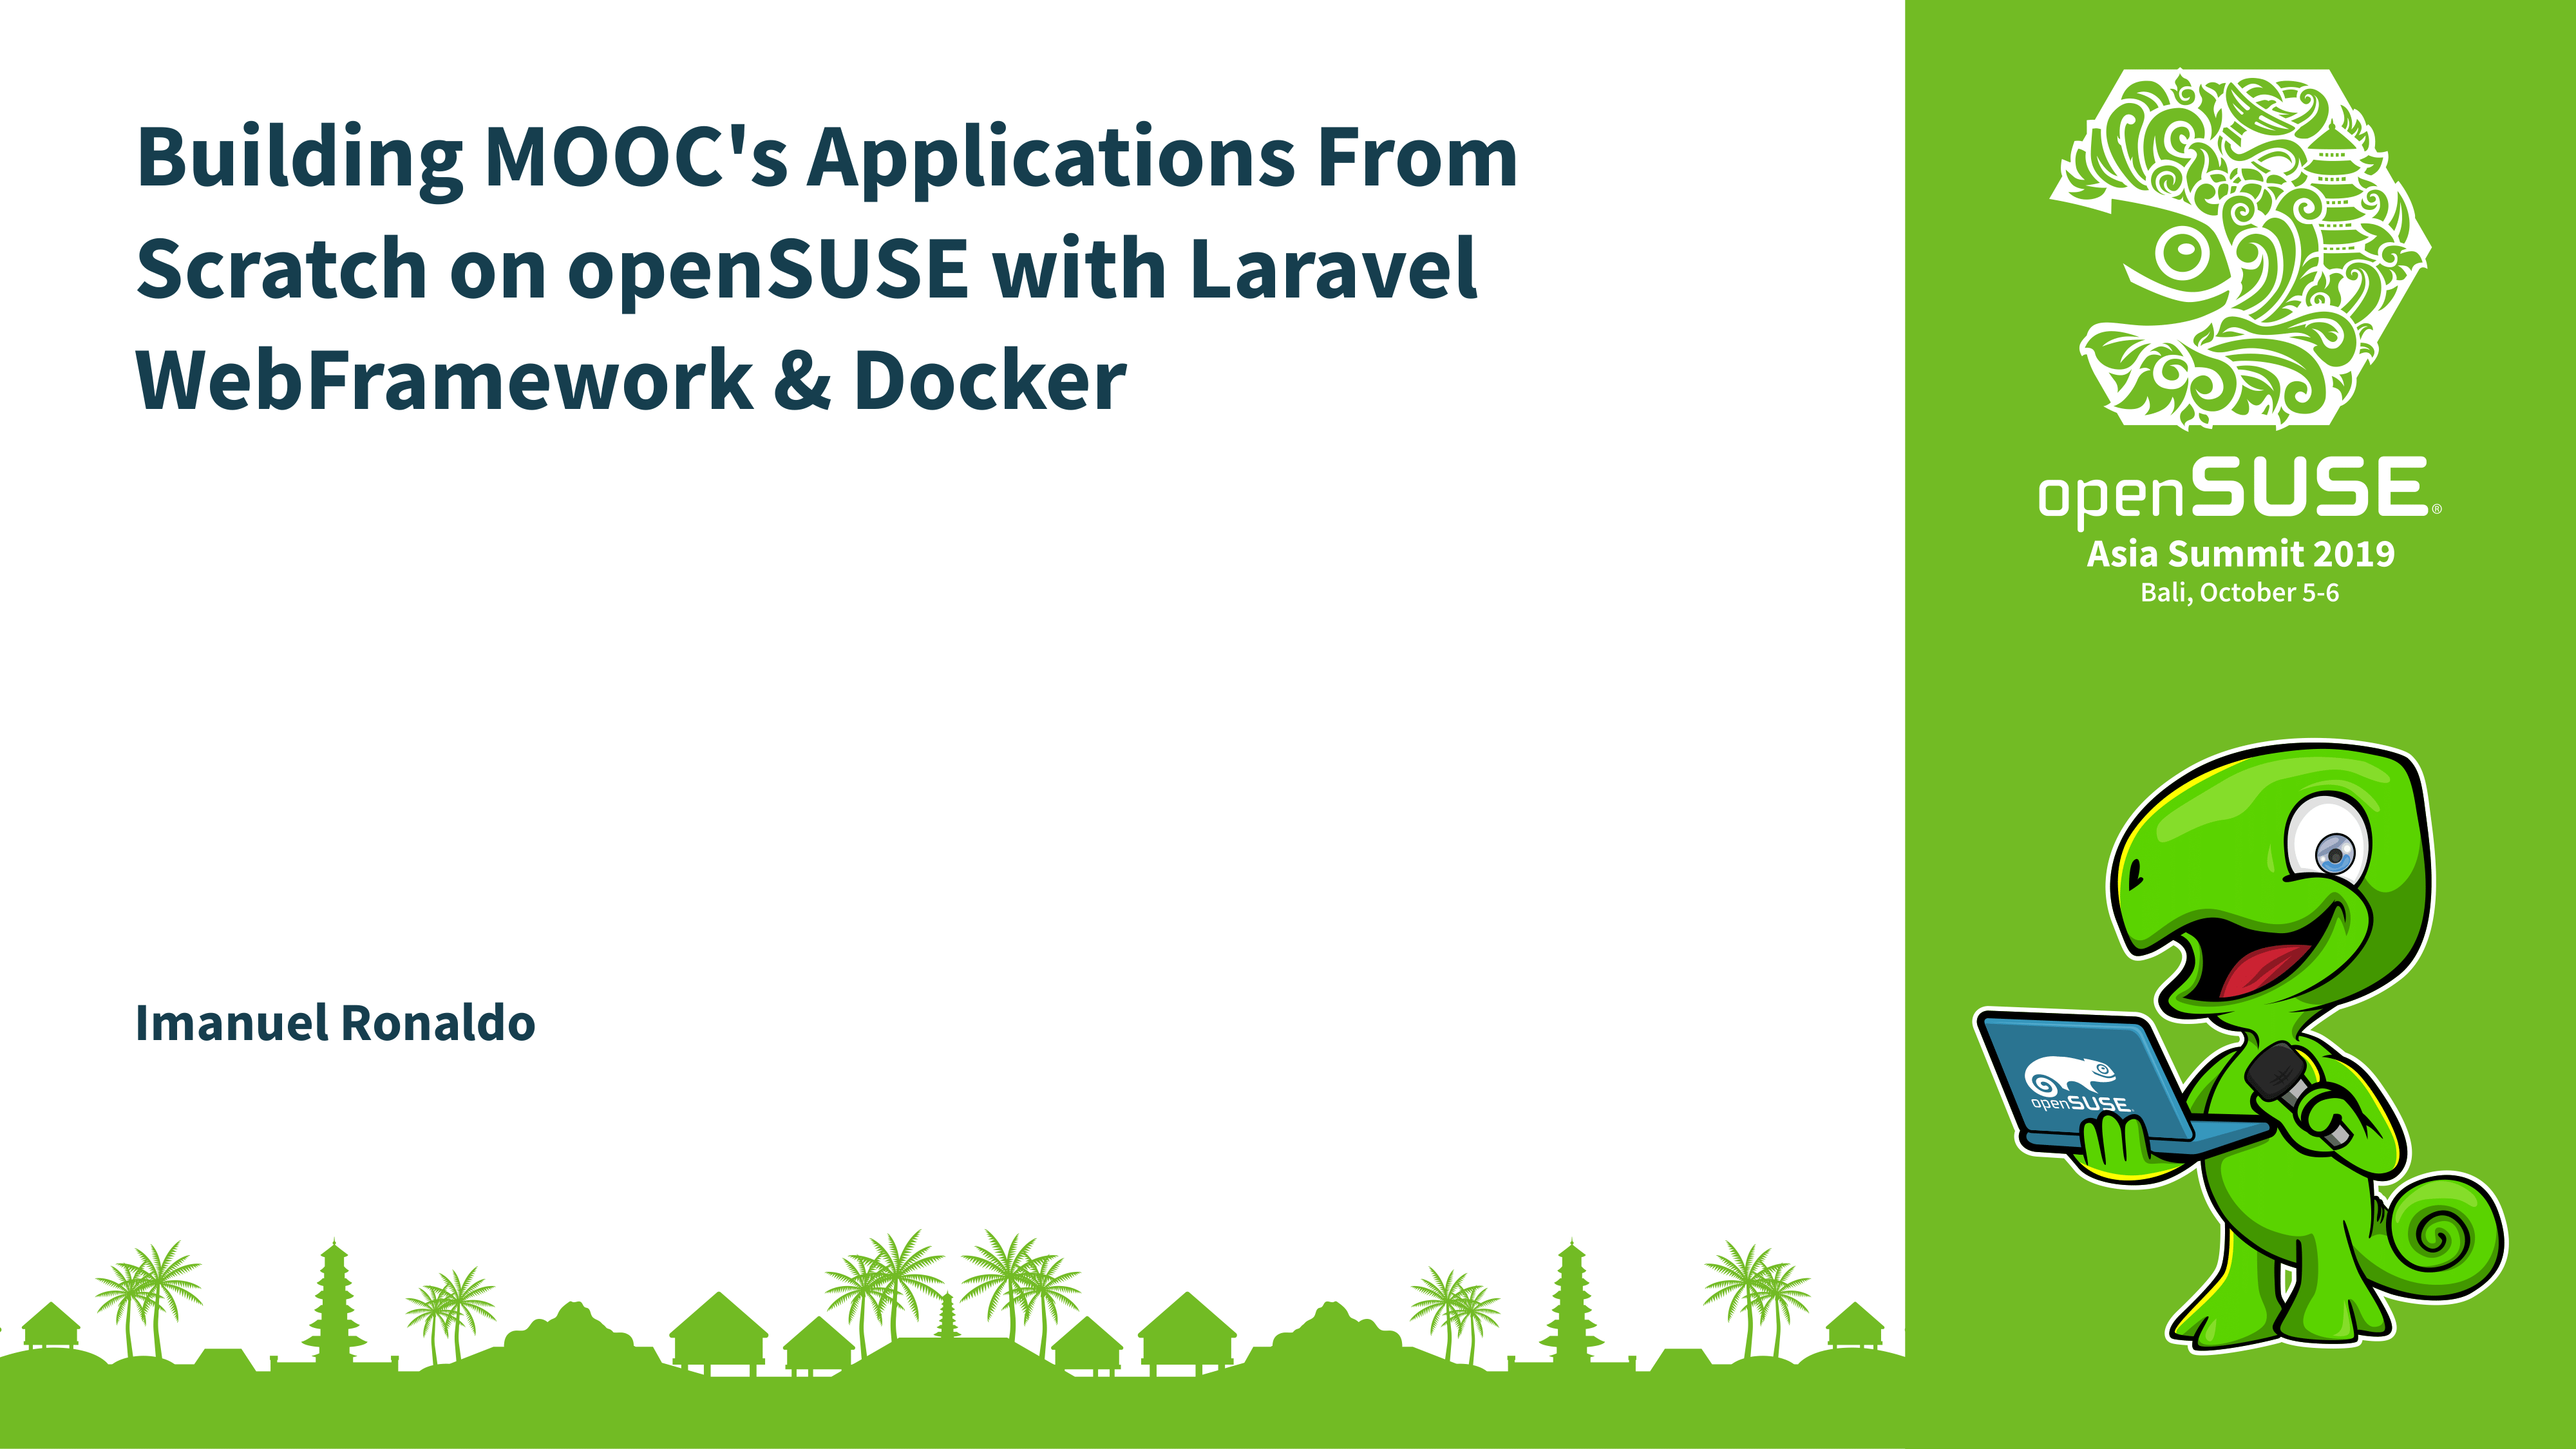 Building MOOC's Applications From
Scratch on openSUSE with Laravel
WebFramework & Docker
Imanuel Ronaldo
openSUSE®
Asia Summit 2019
Bali, October 5-6
openSUSE